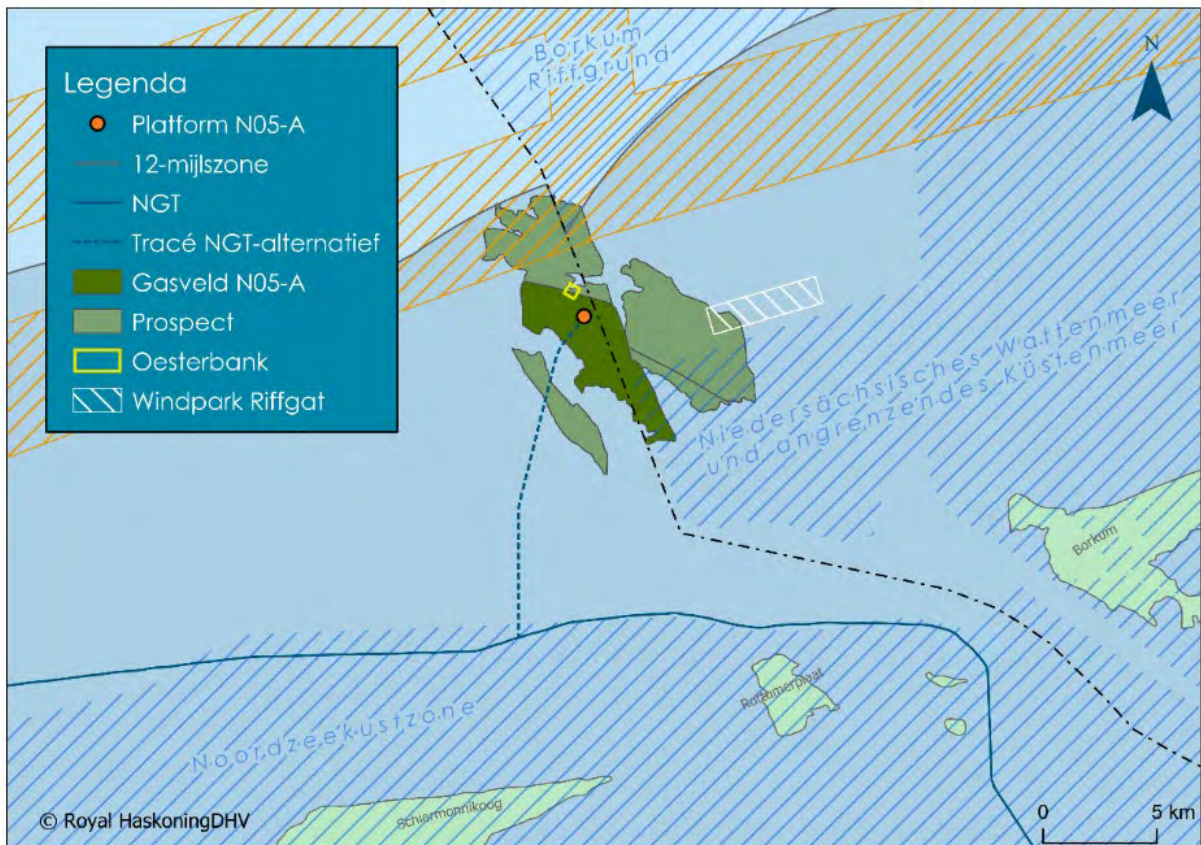 Borkum
Riffgrund
N
Legenda
Platform N05-A
12-mijlszone
NGT
Tracé NGT-alternatief
Gasveld N05-A
Prospect
Oesterbank
Windpark Riffgat
Niedersächsisches Wattenmeer
und angrenzendes Küstenmeer
Borkum
Rottumerplaat
Noordzeekustzone
Schiermonnikoog
© Royal HaskoningDHV
0 5 km